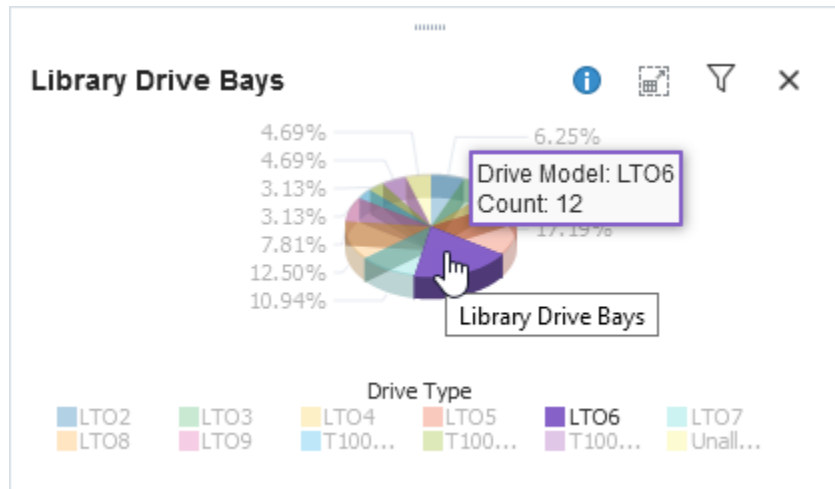 Library Drive Bays
4.69%
6.25%
4.69%
Drive Model: LTO6
3.13%
Count: 12
3.13%
17.19%
7.81%
12.50%
10.94%
Library Drive Bays
Drive Type
LTO2 LTO3 LTO4 LTO5 LTO6 LTO7
LTO8 LTO9 T100... T100... T100... Unall...